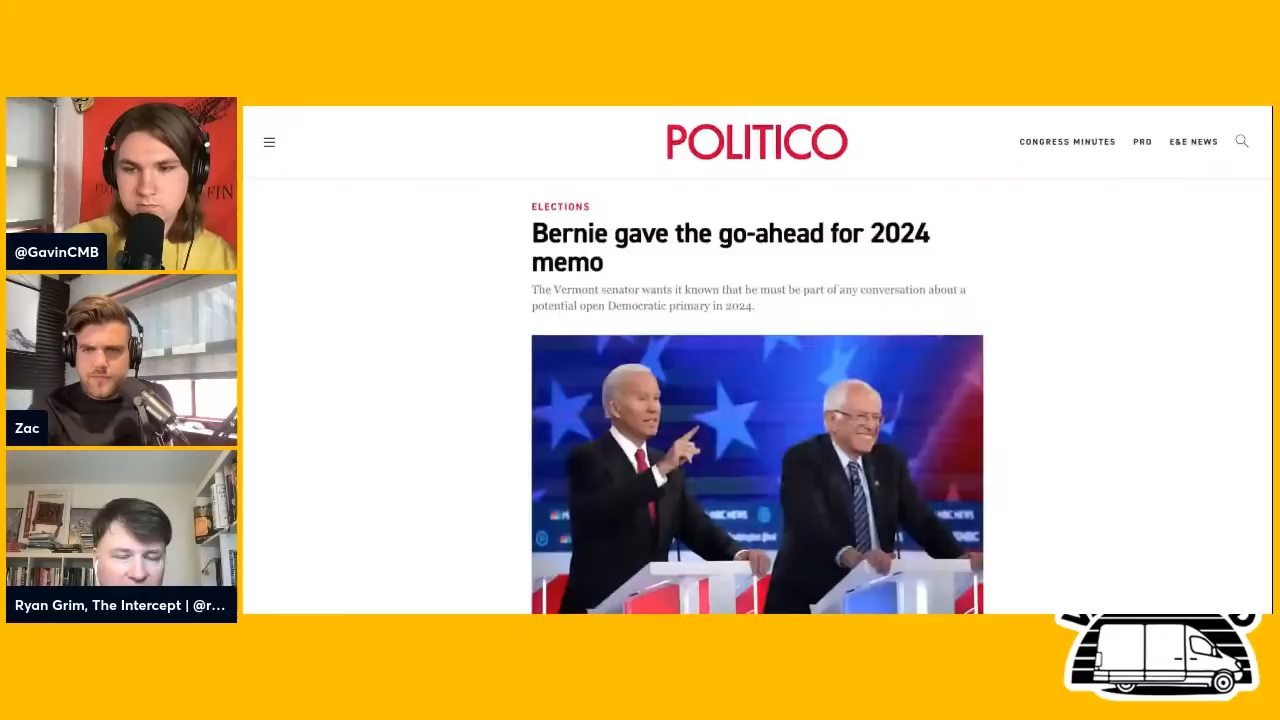 POLITICO
CONGRESS MINUTES PRO E&E NEWS
ELECTIONS
Bernie gave the go-ahead for 2024
memo
The Vermont senator wants it known that he must be part of any conversation about a
potential open Democratic primary in 2024.
@GavinCMB
Zac
Ryan Grim, The Intercept | @r...